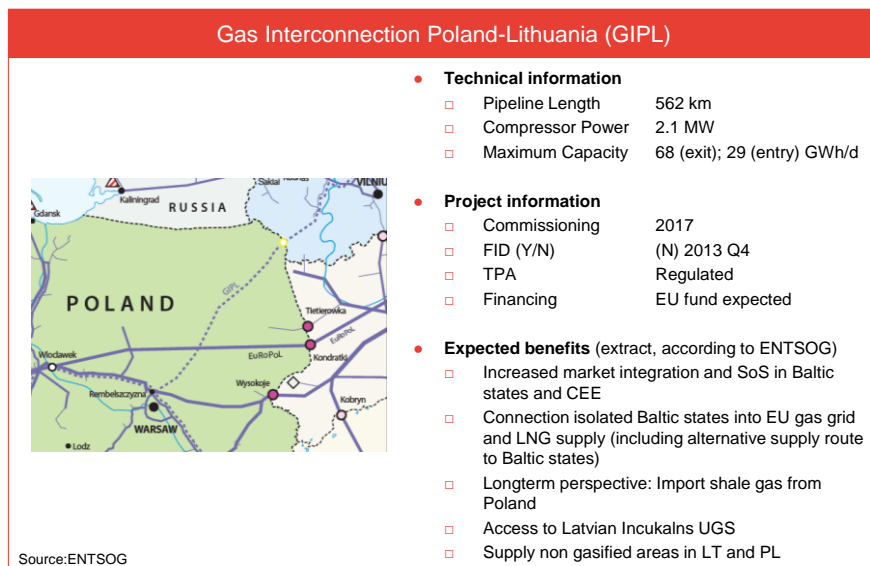 Gas Interconnection Poland-Lithuania (GIPL)
Technical information
Pipeline Length 562 km
Compressor Power 2.1 MW
Maximum Capacity 68 (exit); 29 (entry) GWh/d
Project information
Commissioning 2017
FID (Y/N) (N) 2013 Q4
TPA Regulated
Financing EU fund expected
Expected benefits (extract, according to ENTSOG)
Increased market integration and SoS in Baltic
states and CEE
Connection isolated Baltic states into EU gas grid
and LNG supply (including alternative supply route
to Baltic states)
Longterm perspective: Import shale gas from
Poland
Access to Latvian Incukalns UGS
Supply non gasified areas in LT and PL
Sakiai
VILNIU
Kaliningrad
RUSSIA
Gdansk
GIPL
POLAND
Tietierowka
EuRoPoL
EuRoPoL
Kondratki
Wloclawek
Wysokoje
Rembelszczyzna
Kobryn
WARSAW
Lodz
Source:ENTSOG